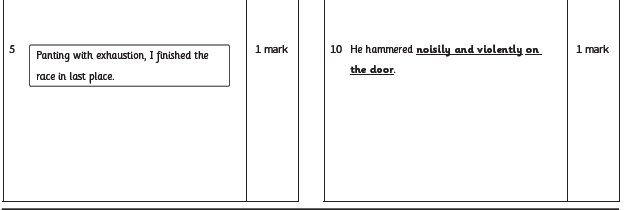 5 Panting with exhaustion, I finished the 1 mark
race in last place.
10 He hammered noisily and violently on 1 mark
the door.